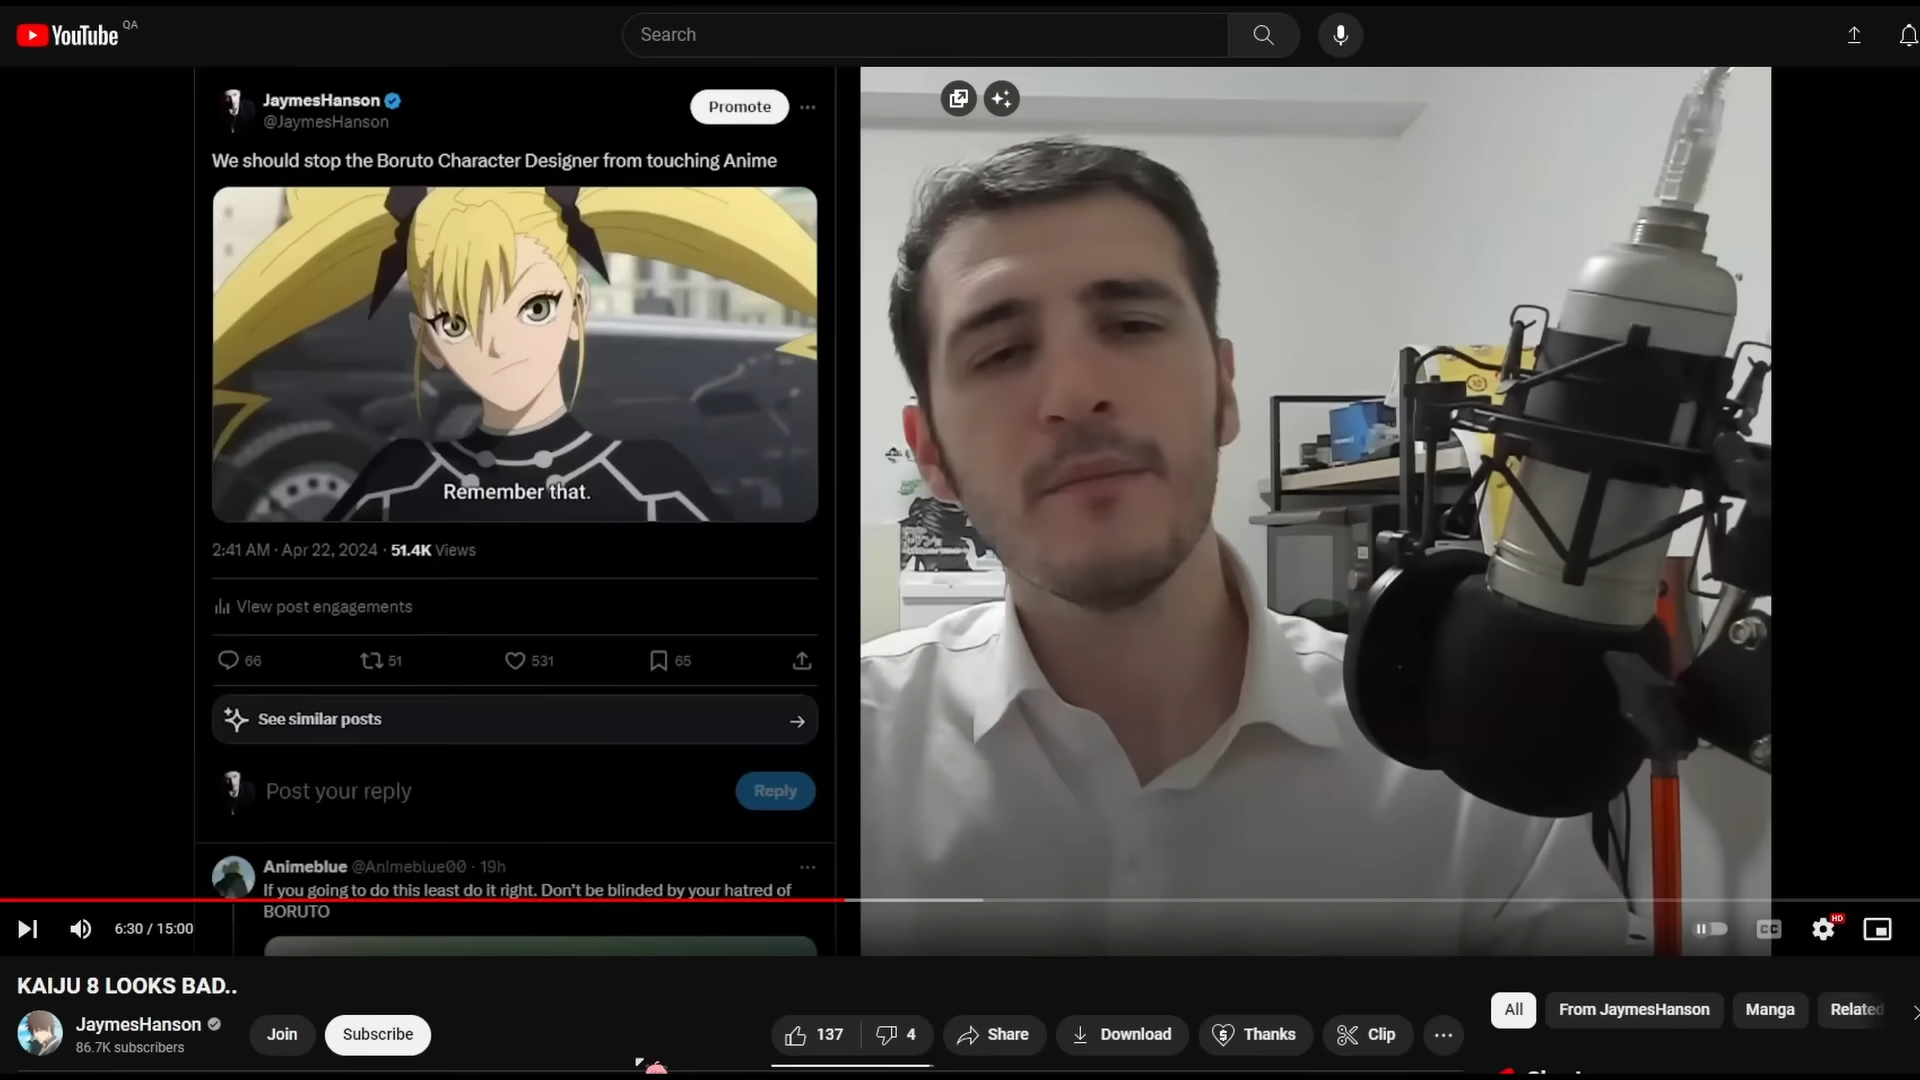 YouTube QA
Search
JaymesHanson
@JaymesHanson
Promote
We should stop the Boruto Character Designer from touching Anime
Remember that.
2:41 AM · Apr 22, 2024 · 51.4K Views
View post engagements
66 51 531 65
See similar posts
Post your reply
Reply
Animeblue @Animeblue00 · 19h
If you going to do this least do it right. Don't be blinded by your hatred of
BORUTO
6:30 / 15:00
CC HD
KAIJU 8 LOOKS BAD..
JaymesHanson
86.7K subscribers
Join
Subscribe
137
4
Share
Download
Thanks
Clip
All
From JaymesHanson
Manga
Related